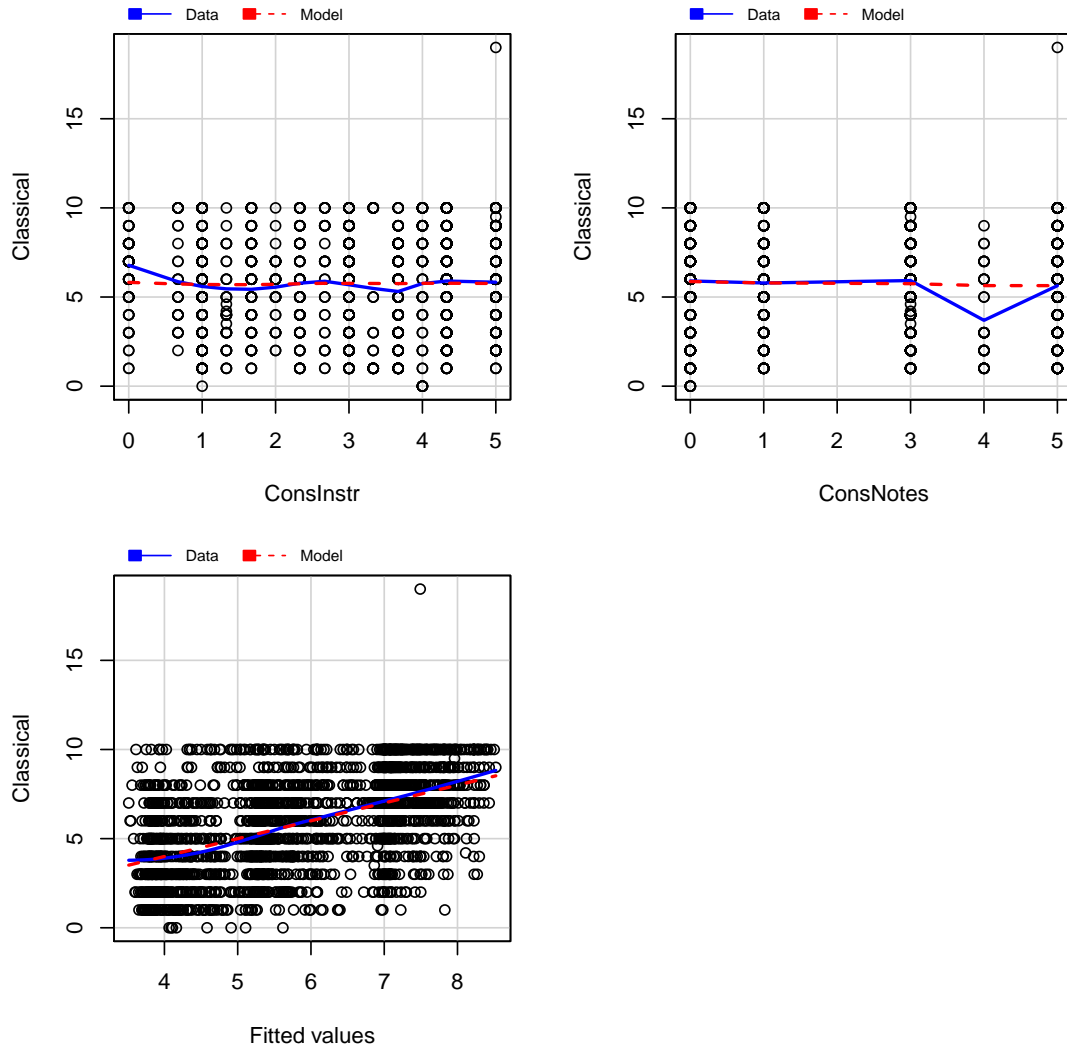 Data Model
Classical
0 5 10 15
0 1 2 3 4 5
ConsInstr
Data Model
Classical
0 5 10 15
0 1 2 3 4 5
ConsNotes
Data Model
Classical
0 5 10 15
4 5 6 7 8
Fitted values